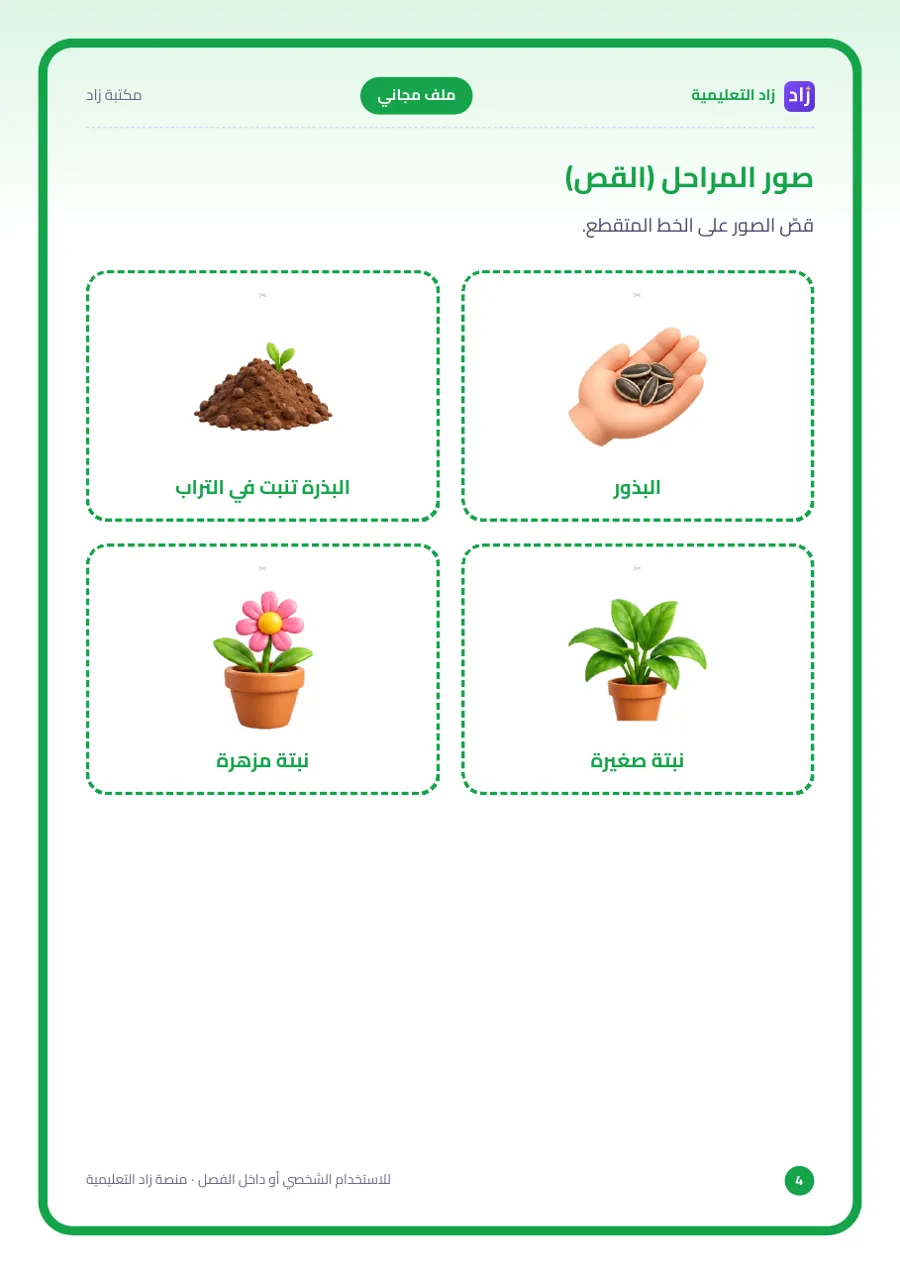 زاد زاد التعليمية
ملف مجاني
مكتبة زاد
صور المراحل (القص)
قصّ الصور على الخط المتقطع.
البذور
البذرة تنبت في التراب
نبتة صغيرة
نبتة مزهرة
4
للاستخدام الشخصي أو داخل الفصل · منصة زاد التعليمية